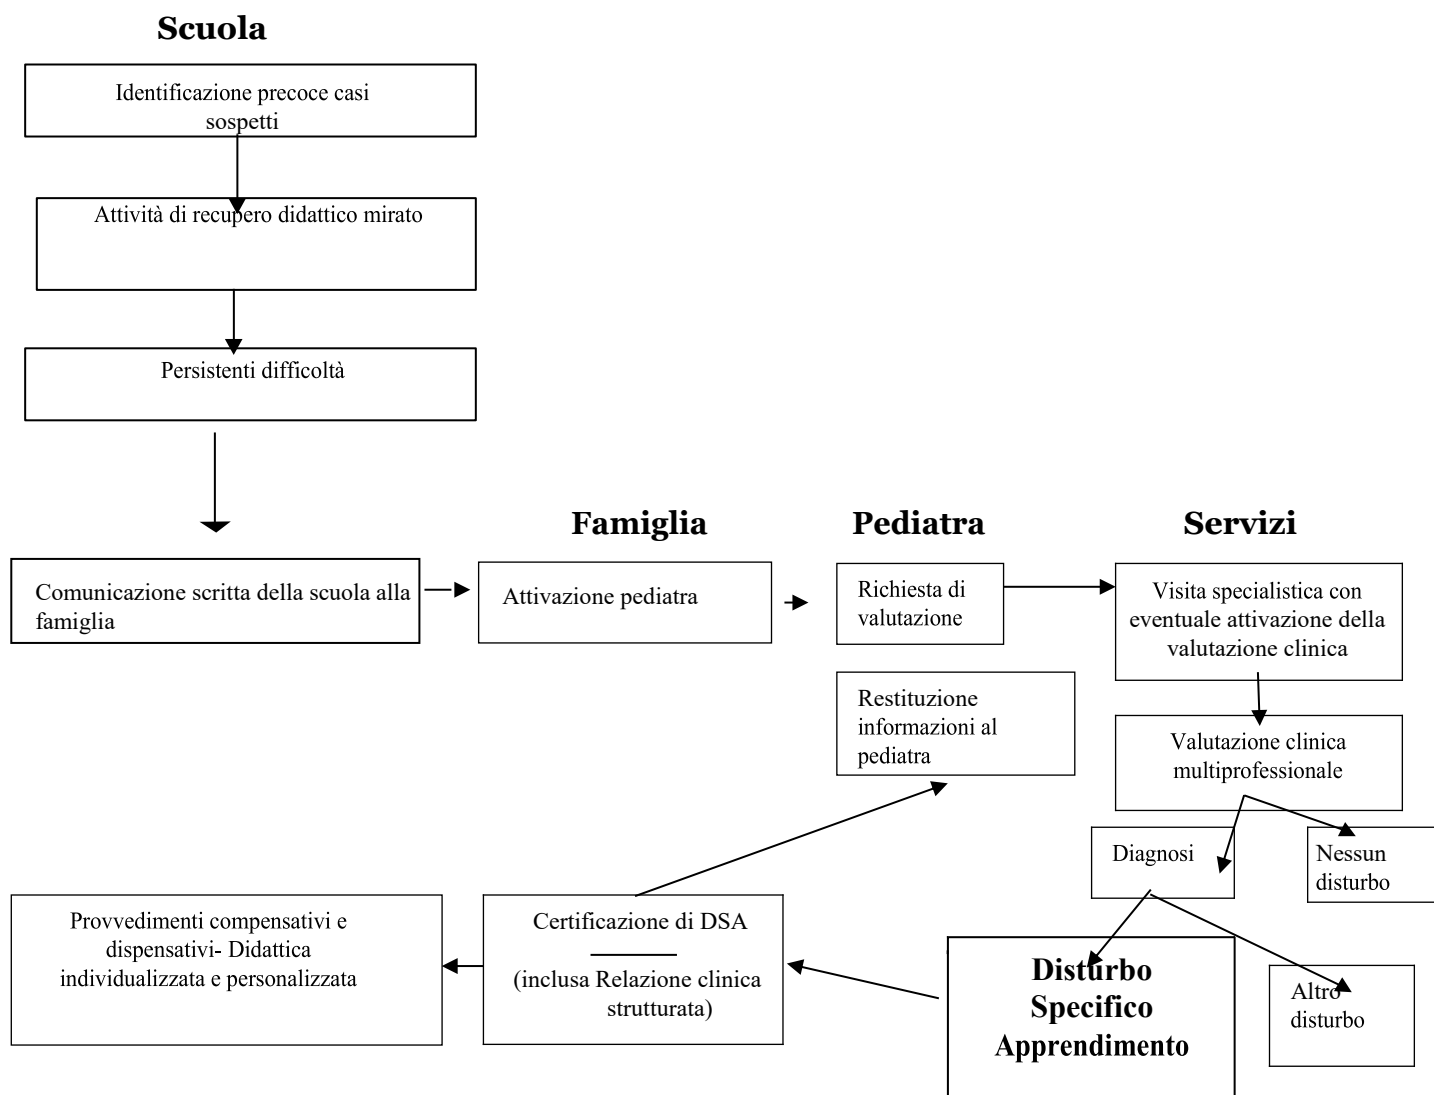 Scuola
Identificazione precoce casi
sospetti
Attività di recupero didattico mirato
Persistenti difficoltà
Famiglia
Pediatra
Servizi
Comunicazione scritta della scuola alla
famiglia
Attivazione pediatra
Richiesta di
valutazione
Visita specialistica con
eventuale attivazione della
valutazione clinica
Restituzione
informazioni al
pediatra
Valutazione clinica
multiprofessionale
Diagnosi
Nessun
disturbo
Provvedimenti compensativi e
dispensativi- Didattica
individualizzata e personalizzata
Certificazione di DSA
(inclusa Relazione clinica
strutturata)
Disturbo
Specifico
Apprendimento
Altro
disturbo